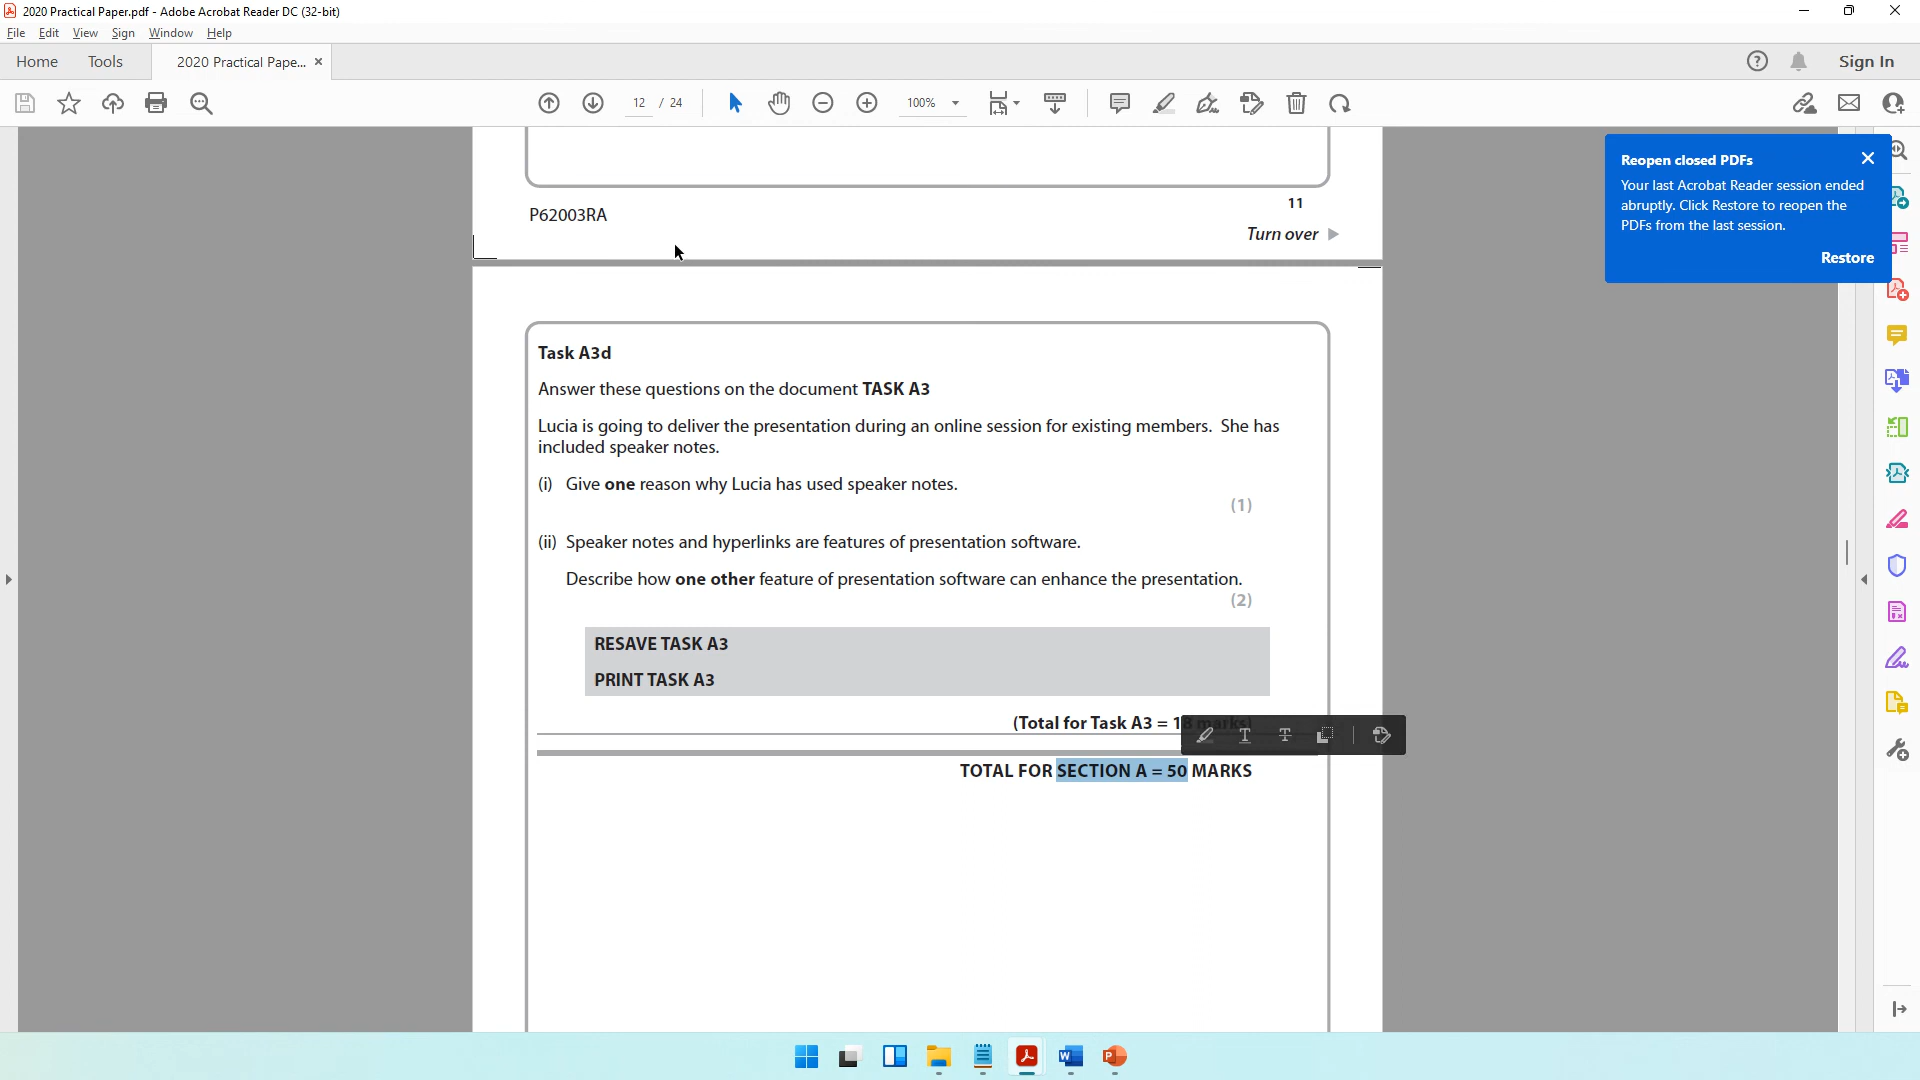 2020 Practical Paper.pdf - Adobe Acrobat Reader DC (32-bit)
File Edit View Sign Window Help
Home Tools 2020 Practical Pape... × Sign In
12 / 24 100%
Reopen closed PDFs
Your last Acrobat Reader session ended
abruptly. Click Restore to reopen the
PDFs from the last session.
Restore
11
P62003RA
Turn over
Task A3d
Answer these questions on the document TASK A3
Lucia is going to deliver the presentation during an online session for existing members. She has
included speaker notes.
(i) Give one reason why Lucia has used speaker notes.
(1)
(ii) Speaker notes and hyperlinks are features of presentation software.
Describe how one other feature of presentation software can enhance the presentation.
(2)
RESAVE TASK A3
PRINT TASK A3
(Total for Task A3 = 18 marks)
TOTAL FOR SECTION A = 50 MARKS